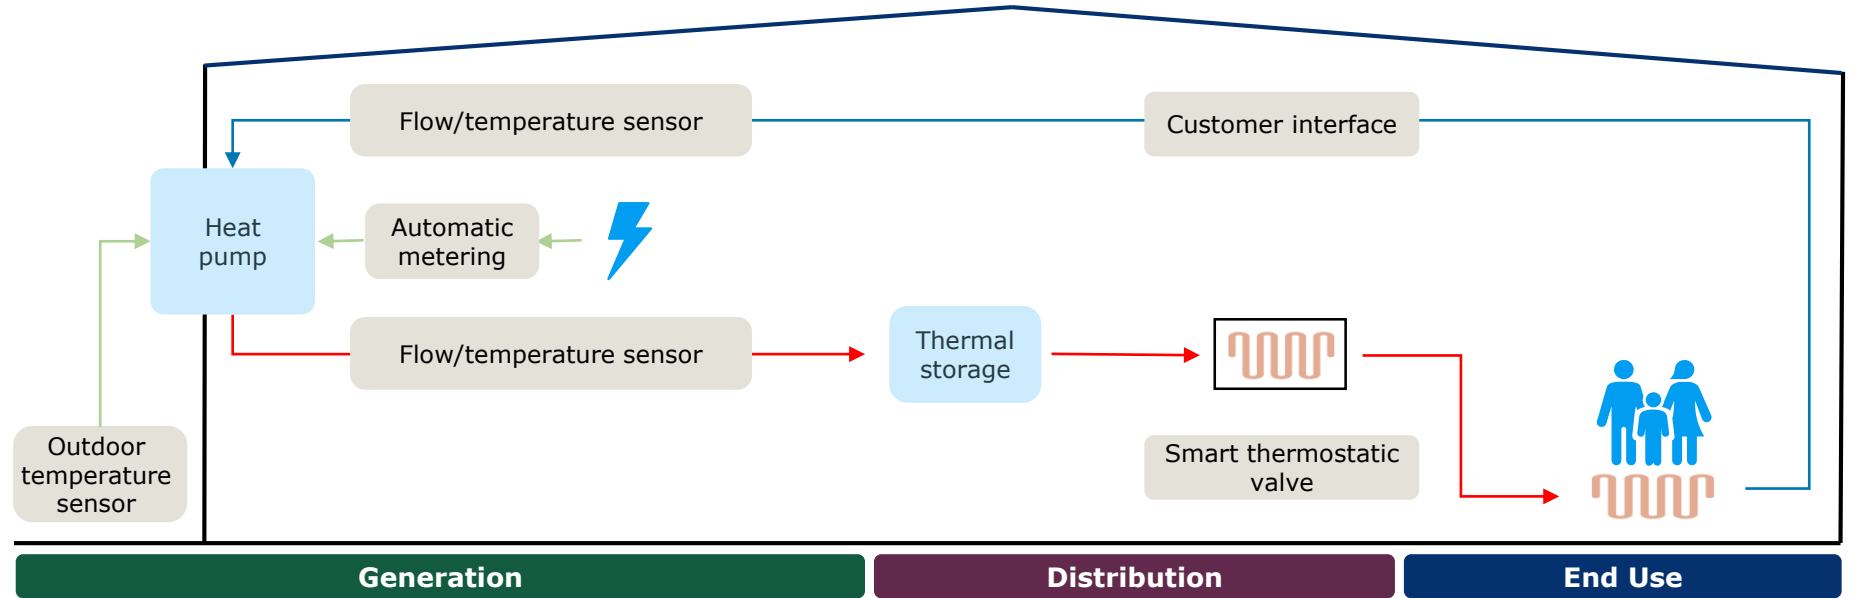 Flow/temperature sensor
Customer interface
Heat
pump
Automatic
metering
Flow/temperature sensor
Thermal
storage
Outdoor
temperature
sensor
Smart thermostatic
valve
Generation
Distribution
End Use